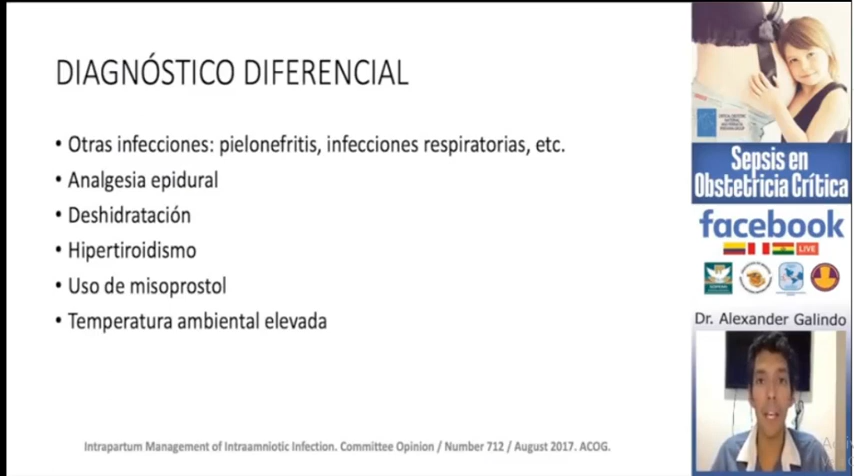 DIAGNÓSTICO DIFERENCIAL
• Otras infecciones: pielonefritis, infecciones respiratorias, etc.
• Analgesia epidural
• Deshidratación
• Hipertiroidismo
• Uso de misoprostol
• Temperatura ambiental elevada
Intrapartum Management of Intraamniotic Infection. Committee Opinion / Number 712 / August 2017. ACOG.
Sepsis en
Obstetricia Crítica
facebook
LIVE
Dr. Alexander Galindo